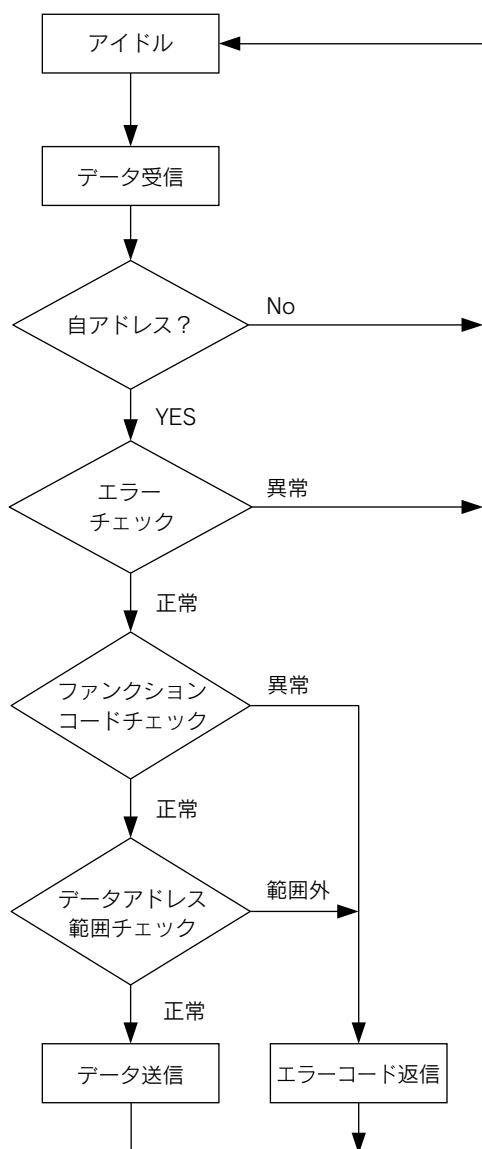 アイドル
データ受信
自アドレス？
No
YES
エラー
チェック
異常
正常
ファンクション
コードチェック
異常
正常
データアドレス
範囲チェック
範囲外
正常
データ送信
エラーコード返信